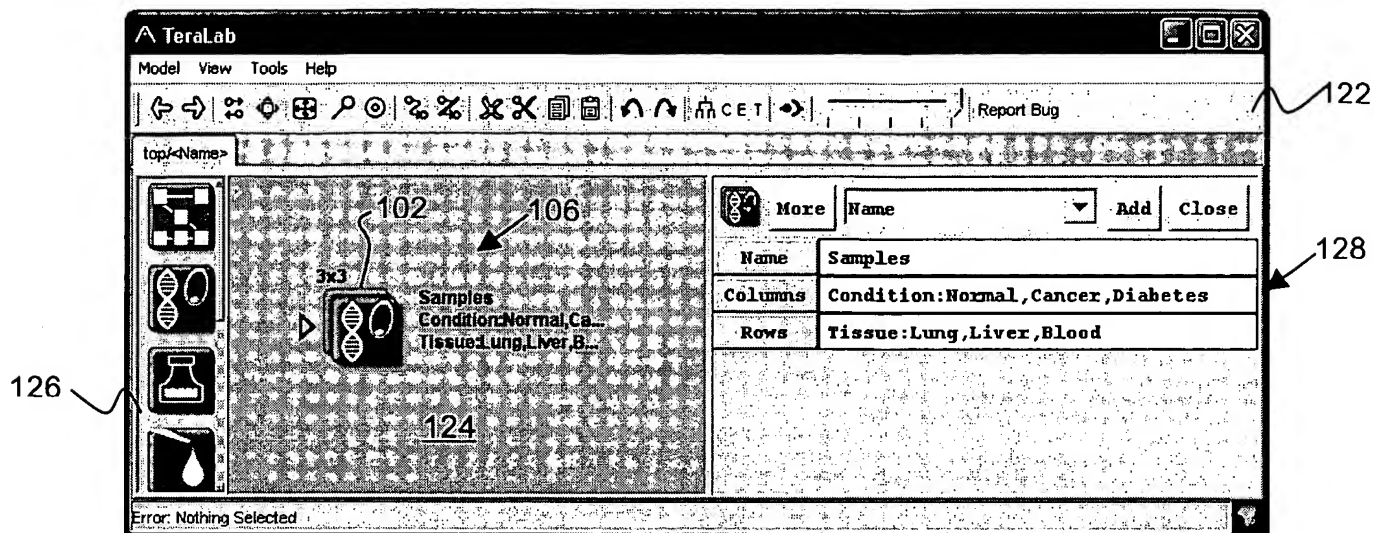 TeraLab
Model View Tools Help
C E T Report Bug
122
top/<Name>
102
106
More Name Add Close
128
3x3
Samples
Condition:Normal,Ca...
Tissue:Lung,Liver,B...
Name Samples
Columns Condition:Normal,Cancer,Diabetes
Rows Tissue:Lung,Liver,Blood
126
124
Error: Nothing Selected